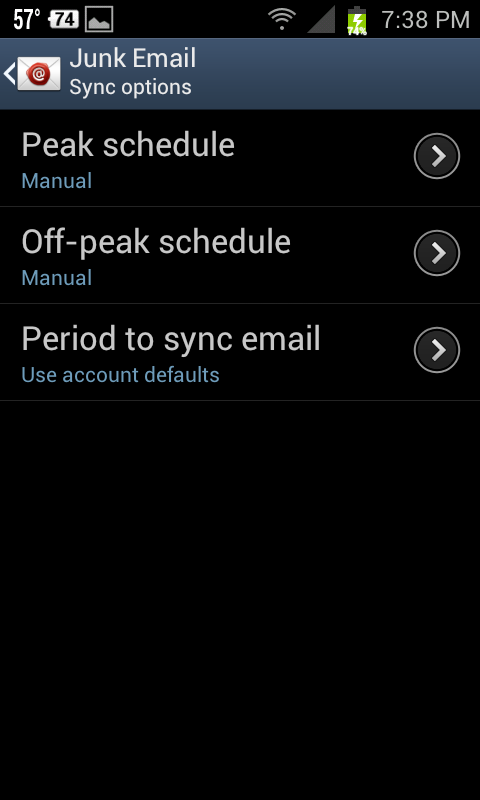 57° 74 74% 7:38 PM
Junk Email
Sync options
Peak schedule
Manual
Off-peak schedule
Manual
Period to sync email
Use account defaults